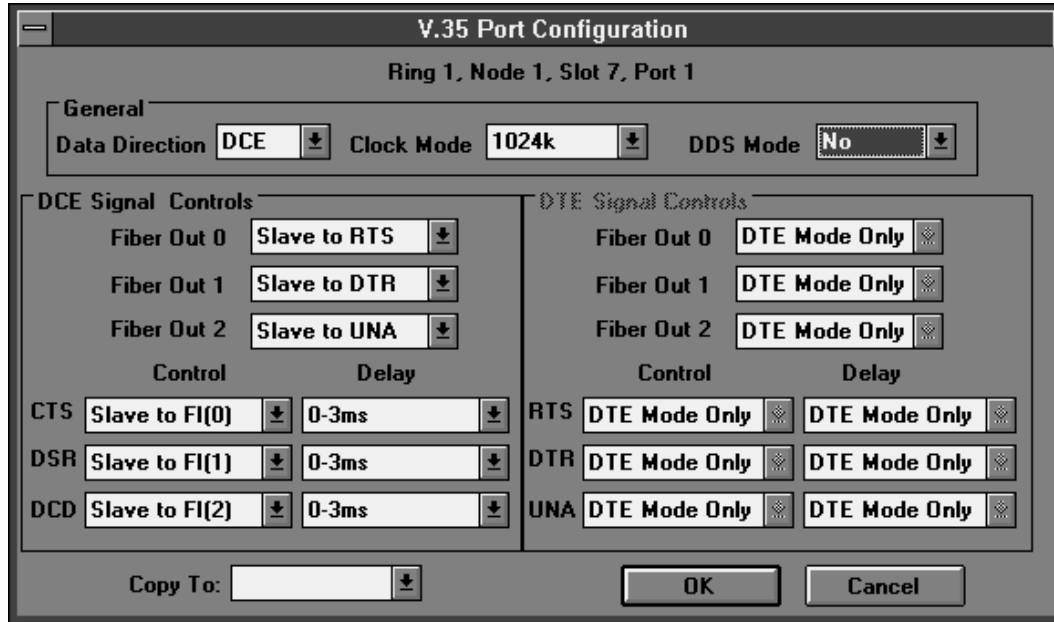 V.35 Port Configuration
Ring 1, Node 1, Slot 7, Port 1
General
Data Direction DCE Clock Mode 1024k DDS Mode No
DCE Signal Controls
Fiber Out 0 Slave to RTS
Fiber Out 1 Slave to DTR
Fiber Out 2 Slave to UNA
Control Delay
CTS Slave to FI(0) 0-3ms
DSR Slave to FI(1) 0-3ms
DCD Slave to FI(2) 0-3ms
DTE Signal Controls
Fiber Out 0 DTE Mode Only
Fiber Out 1 DTE Mode Only
Fiber Out 2 DTE Mode Only
Control Delay
RTS DTE Mode Only DTE Mode Only
DTR DTE Mode Only DTE Mode Only
UNA DTE Mode Only DTE Mode Only
Copy To:
OK Cancel